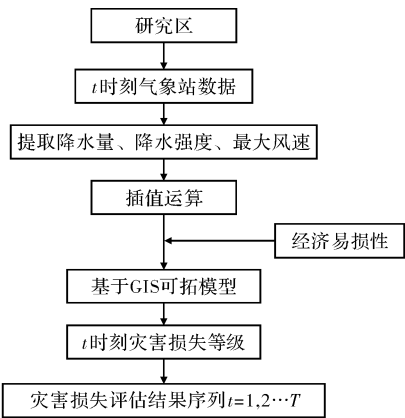 研究区
t时刻气象站数据
提取降水量、降水强度、最大风速
插值运算
经济易损性
基于GIS可拓模型
t时刻灾害损失等级
灾害损失评估结果序列t=1,2…T